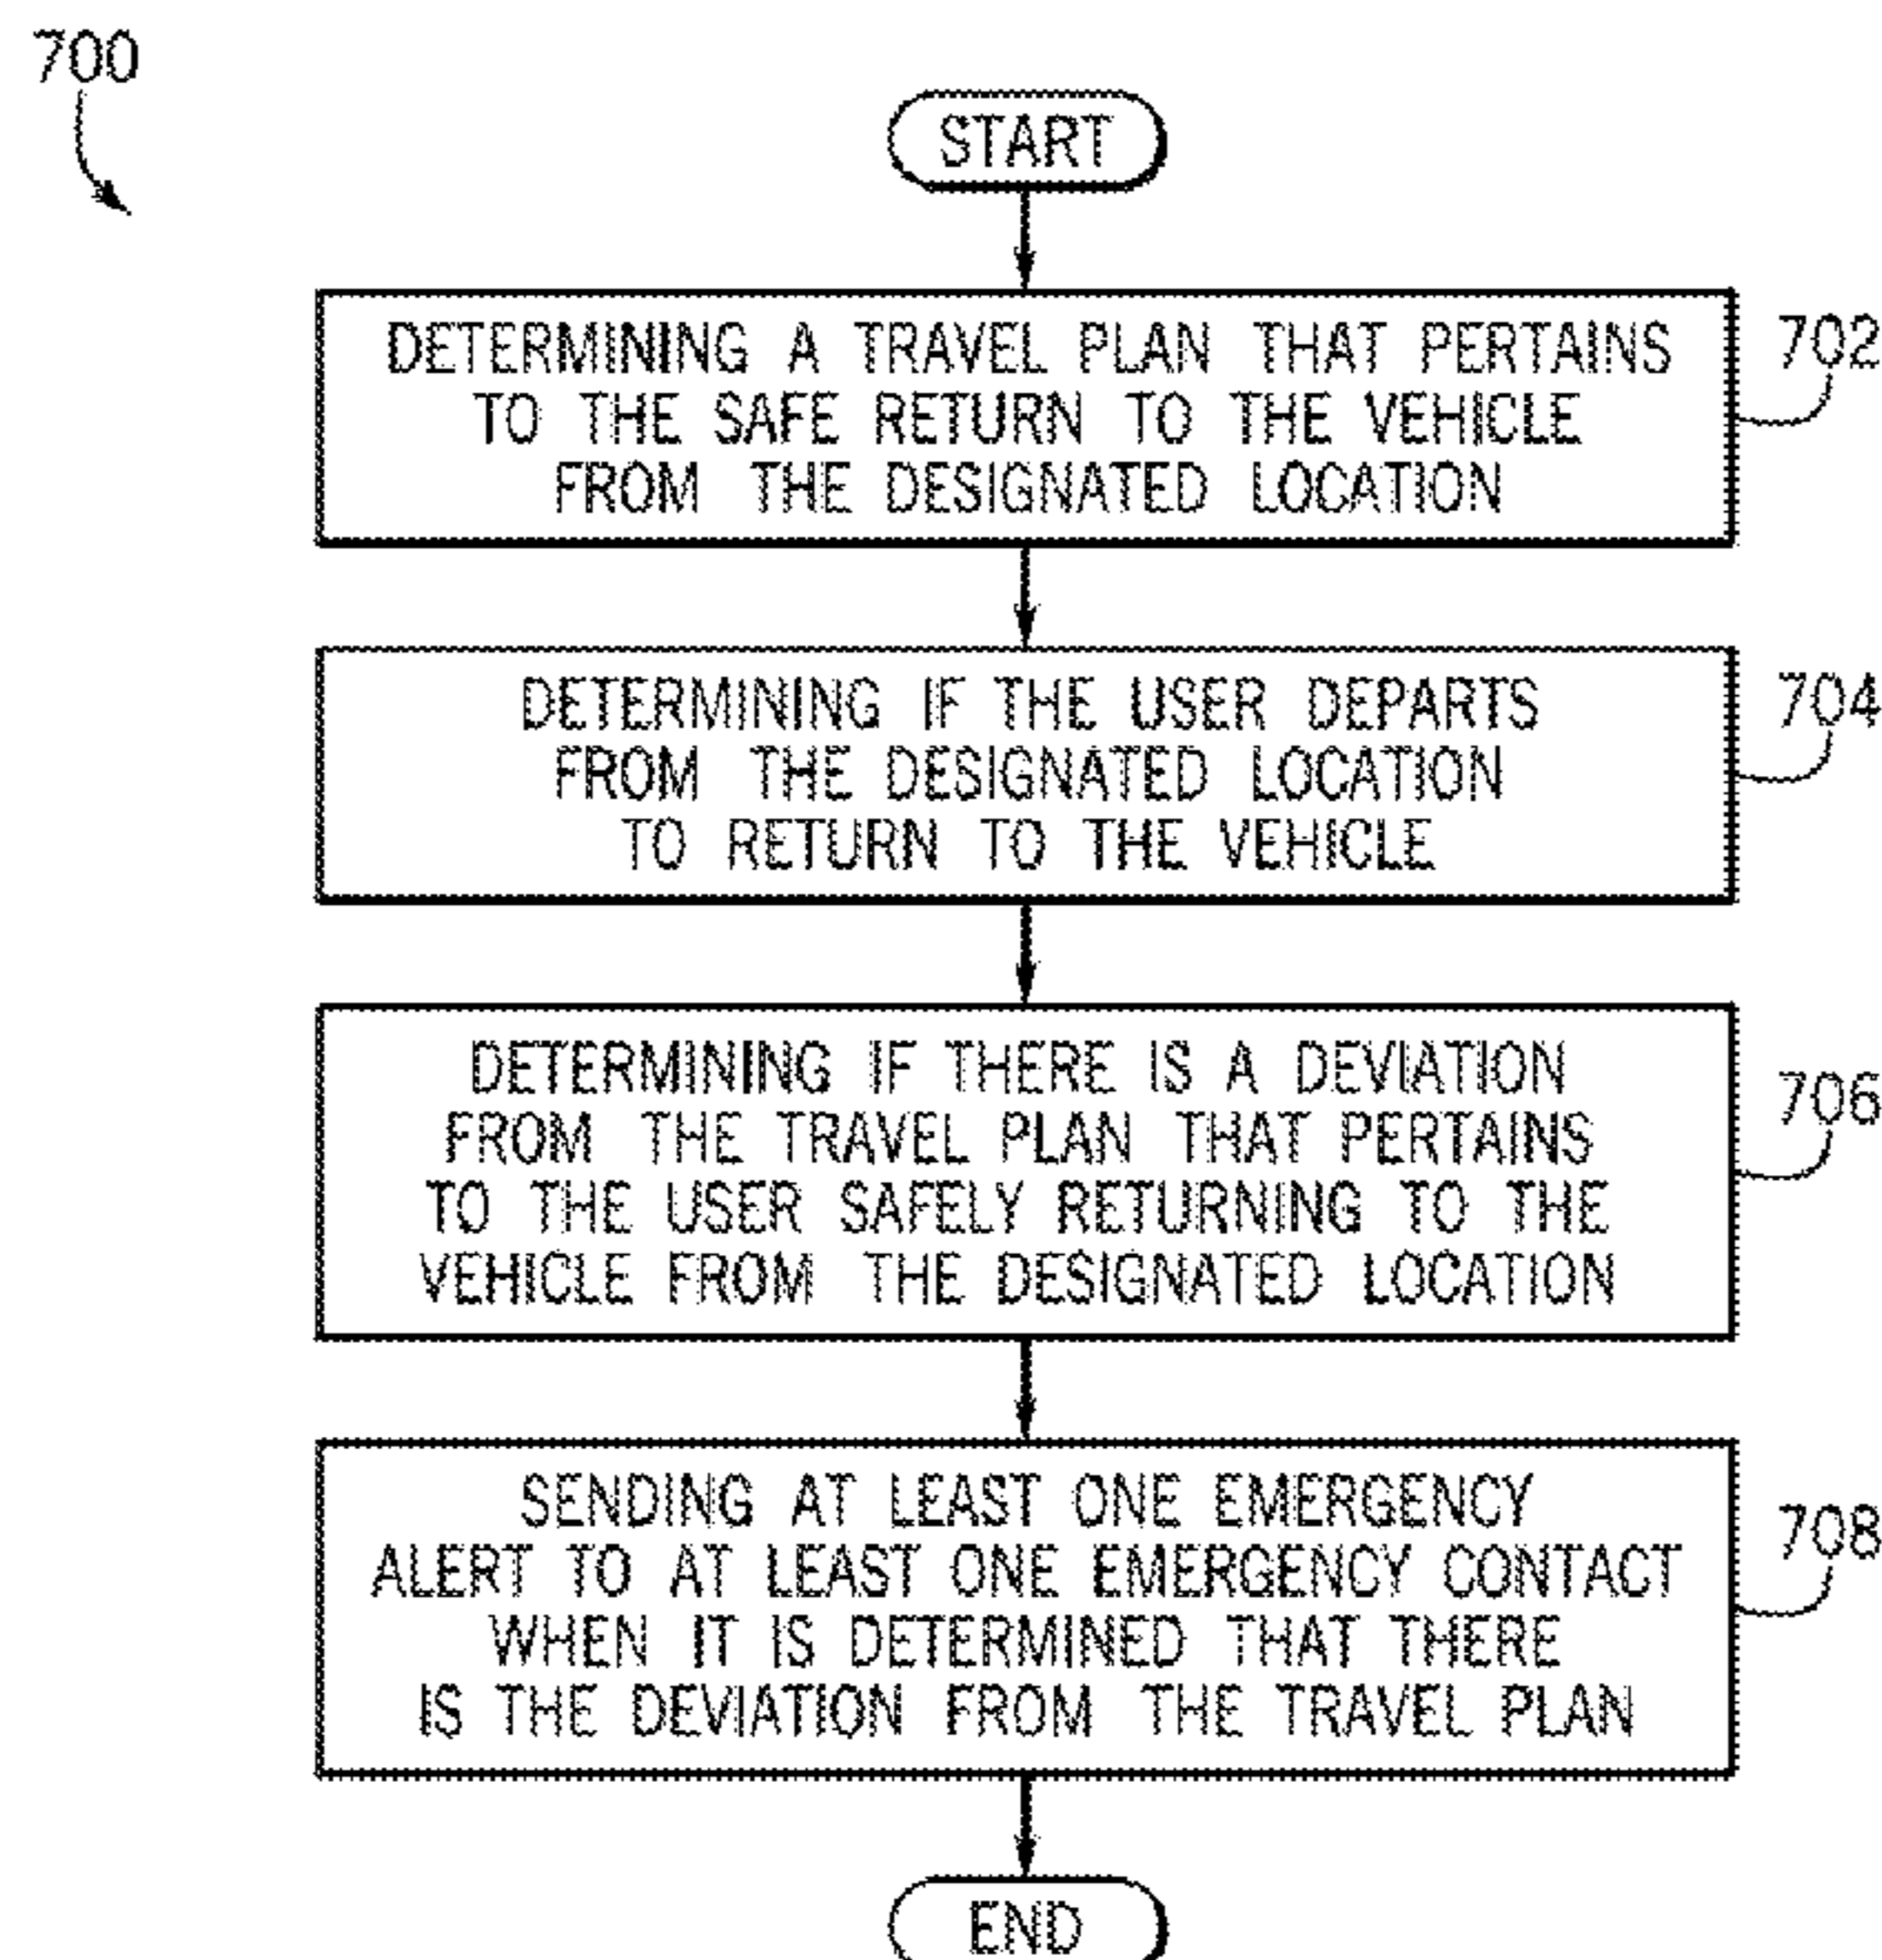 700
START
DETERMINING A TRAVEL PLAN THAT PERTAINS
TO THE SAFE RETURN TO THE VEHICLE
FROM THE DESIGNATED LOCATION
702
DETERMINING IF THE USER DEPARTS
FROM THE DESIGNATED LOCATION
TO RETURN TO THE VEHICLE
704
DETERMINING IF THERE IS A DEVIATION
FROM THE TRAVEL PLAN THAT PERTAINS
TO THE USER SAFELY RETURNING TO THE
VEHICLE FROM THE DESIGNATED LOCATION
706
SENDING AT LEAST ONE EMERGENCY
ALERT TO AT LEAST ONE EMERGENCY CONTACT
WHEN IT IS DETERMINED THAT THERE
IS THE DEVIATION FROM THE TRAVEL PLAN
708
END